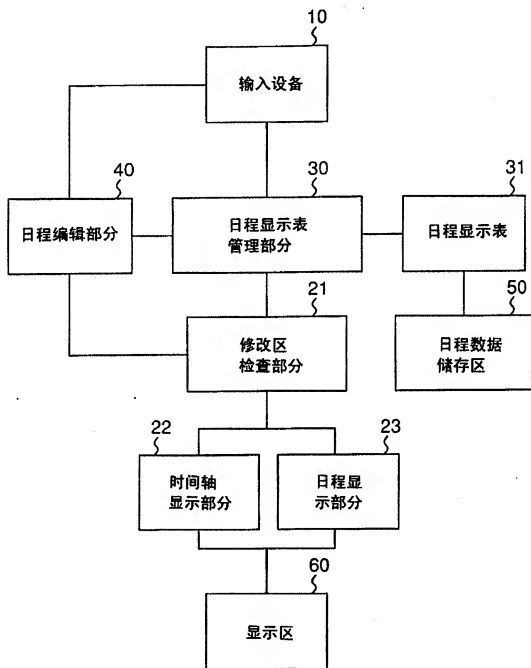 10
输入设备
40
日程编辑部分
30
日程显示表
管理部分
31
日程显示表
21
修改区
检查部分
50
日程数据
储存区
22
时间轴
显示部分
23
日程显
示部分
60
显示区